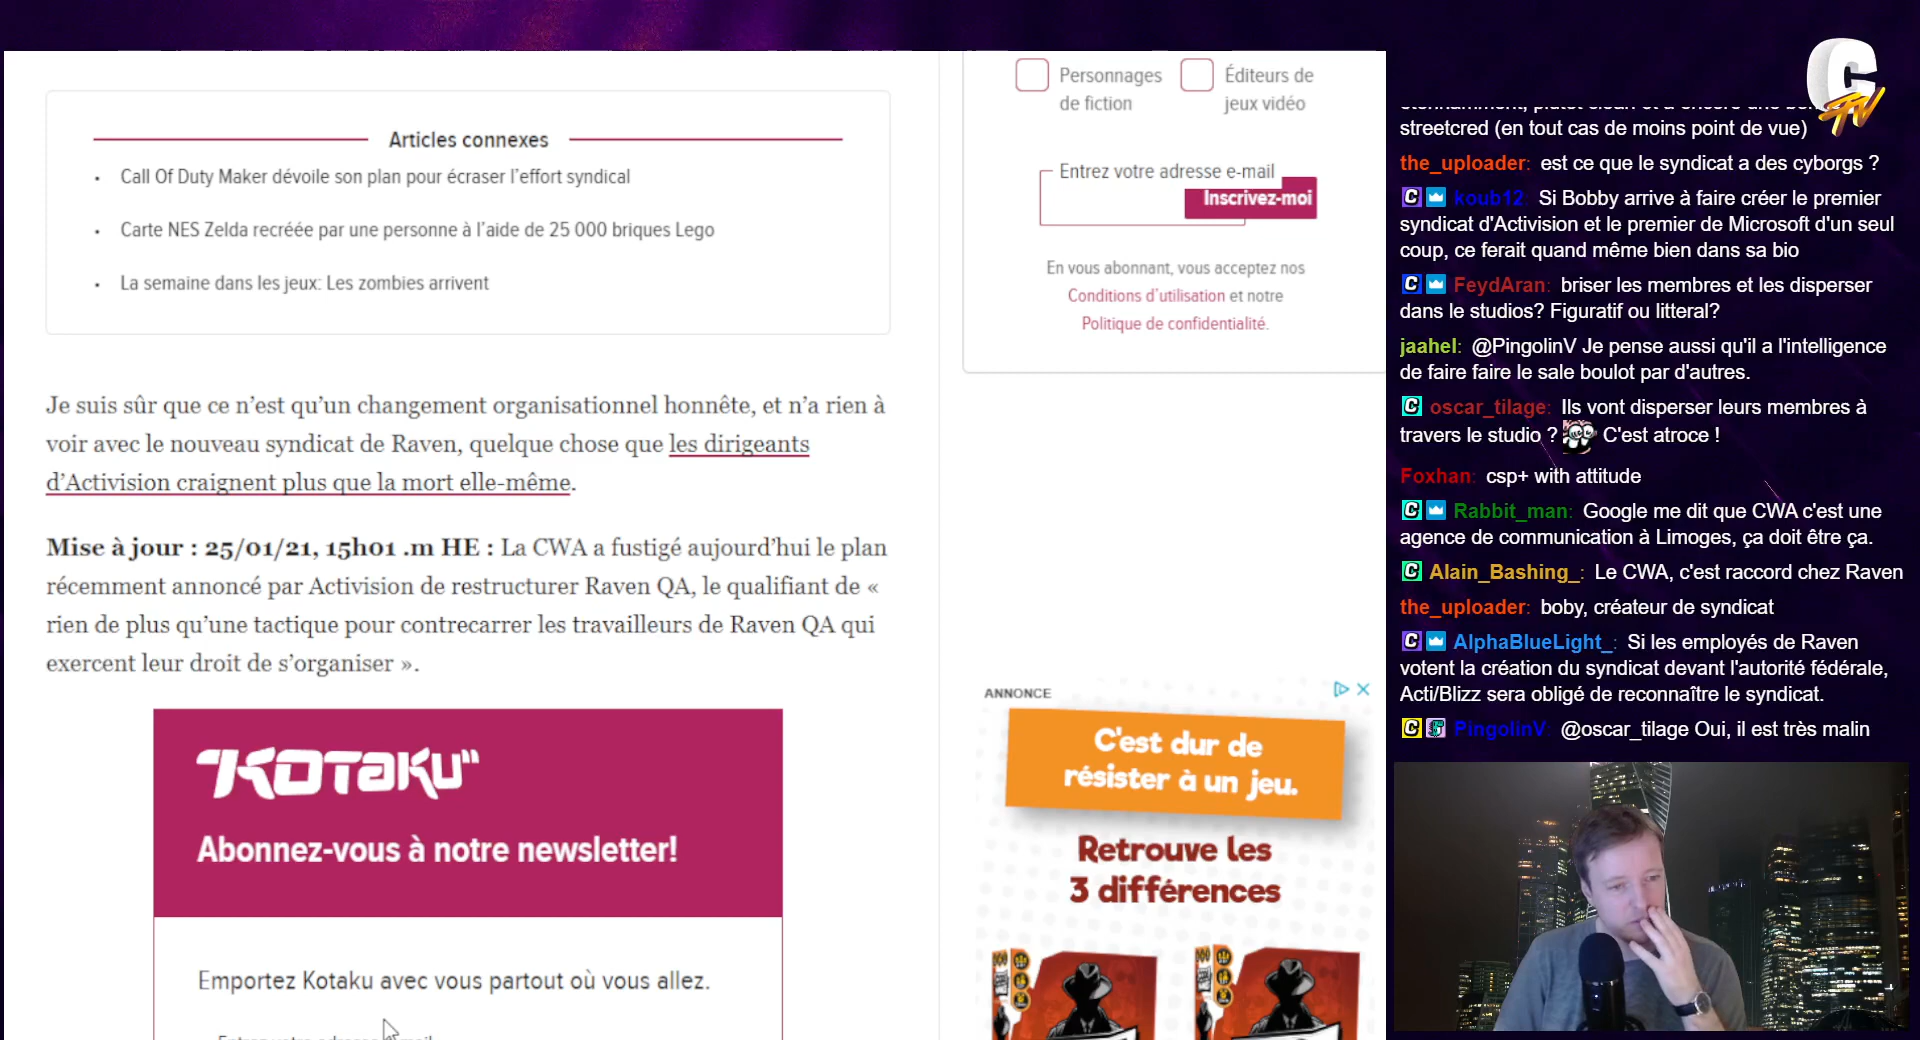 Articles connexes
• Call Of Duty Maker dévoile son plan pour écraser l'effort syndical
• Carte NES Zelda recréée par une personne à l'aide de 25 000 briques Lego
• La semaine dans les jeux: Les zombies arrivent
Je suis sûr que ce n'est qu'un changement organisationnel honnête, et n'a rien à
voir avec le nouveau syndicat de Raven, quelque chose que les dirigeants
d'Activision craignent plus que la mort elle-même.
Mise à jour : 25/01/21, 15h01 .m HE : La CWA a fustigé aujourd'hui le plan
récemment annoncé par Activision de restructurer Raven QA, le qualifiant de «
rien de plus qu'une tactique pour contrecarrer les travailleurs de Raven QA qui
exercent leur droit de s'organiser ».
"KOTAKU"
Abonnez-vous à notre newsletter!
Emportez Kotaku avec vous partout où vous allez.
Personnages
de fiction
Éditeurs de
jeux vidéo
Entrez votre adresse e-mail
Inscrivez-moi
En vous abonnant, vous acceptez nos
Conditions d'utilisation et notre
Politique de confidentialité.
ANNONCE
C'est dur de
résister à un jeu.
Retrouve les
3 différences
C
TV
streetcred (en tout cas de moins point de vue)
the_uploader: est ce que le syndicat a des cyborgs ?
koub12: Si Bobby arrive à faire créer le premier
syndicat d'Activision et le premier de Microsoft d'un seul
coup, ce ferait quand même bien dans sa bio
FeydAran: briser les membres et les disperser
dans le studios? Figuratif ou litteral?
jaahel: @PingolinV Je pense aussi qu'il a l'intelligence
de faire faire le sale boulot par d'autres.
oscar_tilage: Ils vont disperser leurs membres à
travers le studio ? C'est atroce !
Foxhan: csp+ with attitude
Rabbit_man: Google me dit que CWA c'est une
agence de communication à Limoges, ça doit être ça.
Alain_Bashing_: Le CWA, c'est raccord chez Raven
the_uploader: boby, créateur de syndicat
AlphaBlueLight_: Si les employés de Raven
votent la création du syndicat devant l'autorité fédérale,
Acti/Blizz sera obligé de reconnaître le syndicat.
PingolinV: @oscar_tilage Oui, il est très malin